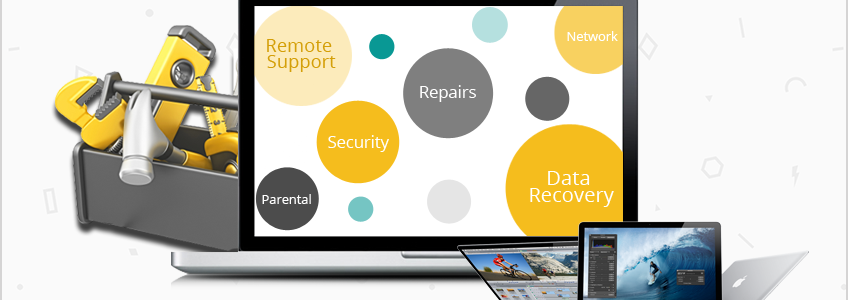 Remote
Support
Network
Repairs
Security
Data
Recovery
Parental